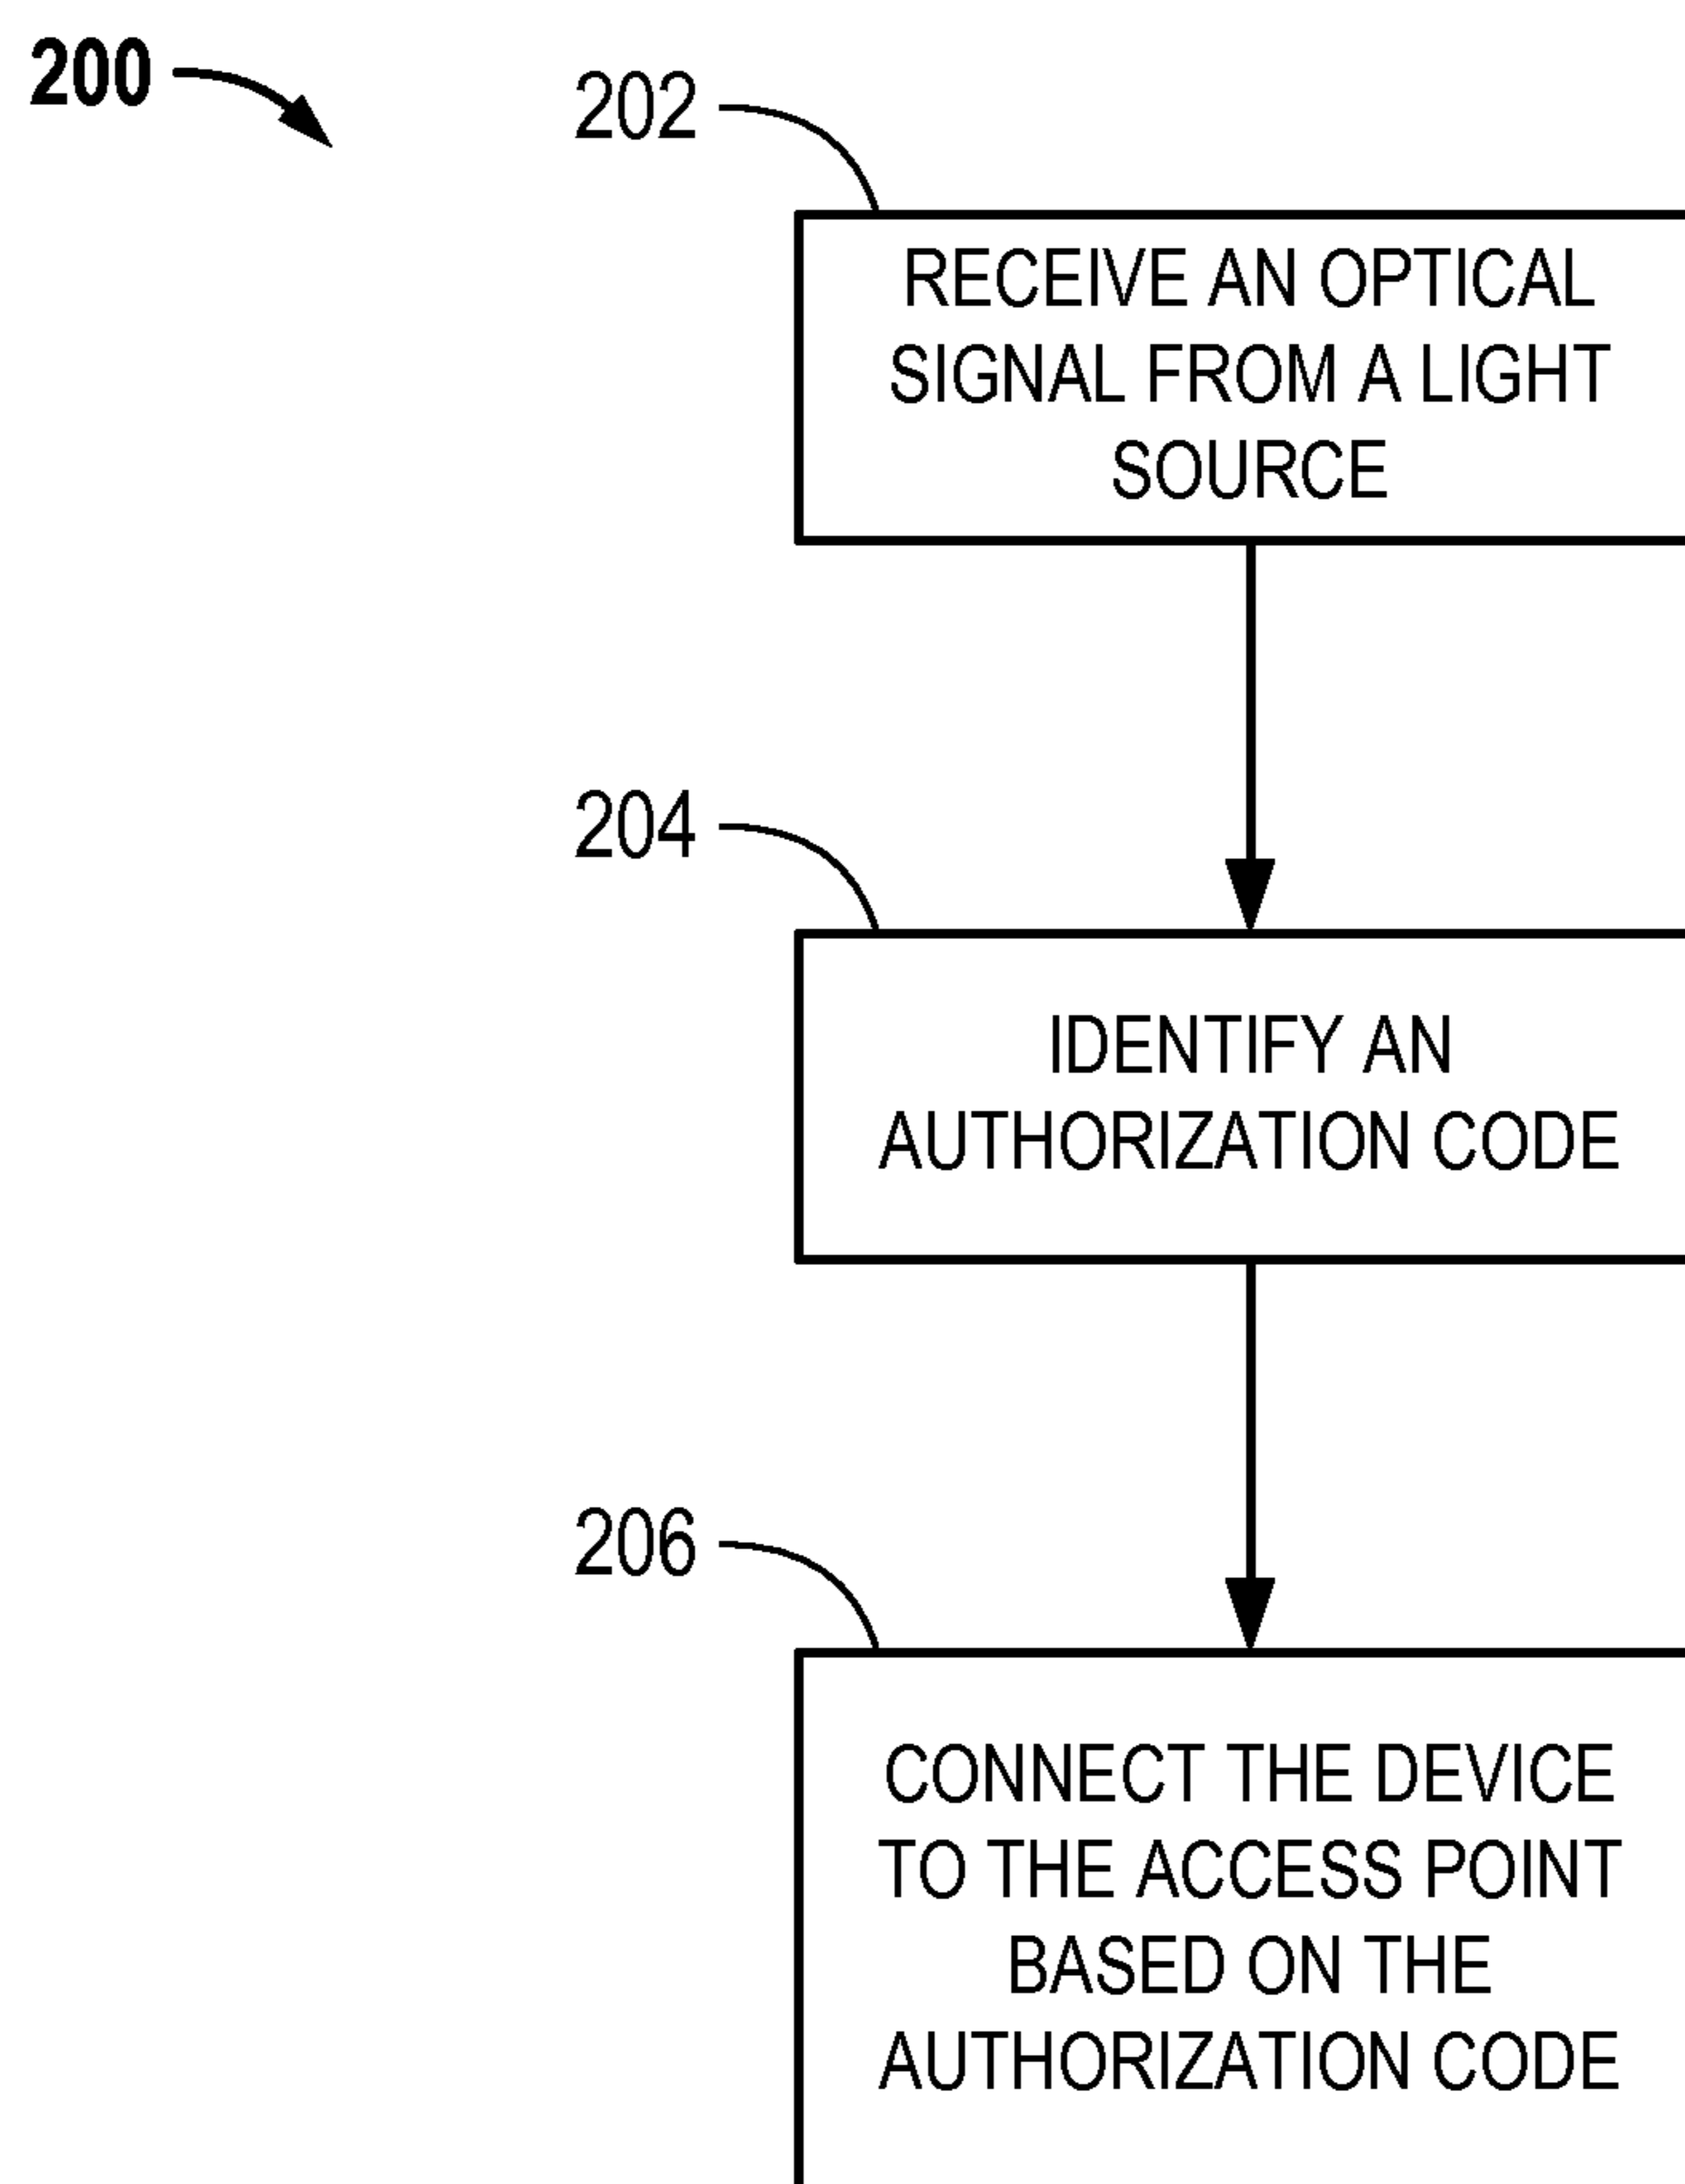 200
202
RECEIVE AN OPTICAL
SIGNAL FROM A LIGHT
SOURCE
204
IDENTIFY AN
AUTHORIZATION CODE
206
CONNECT THE DEVICE
TO THE ACCESS POINT
BASED ON THE
AUTHORIZATION CODE